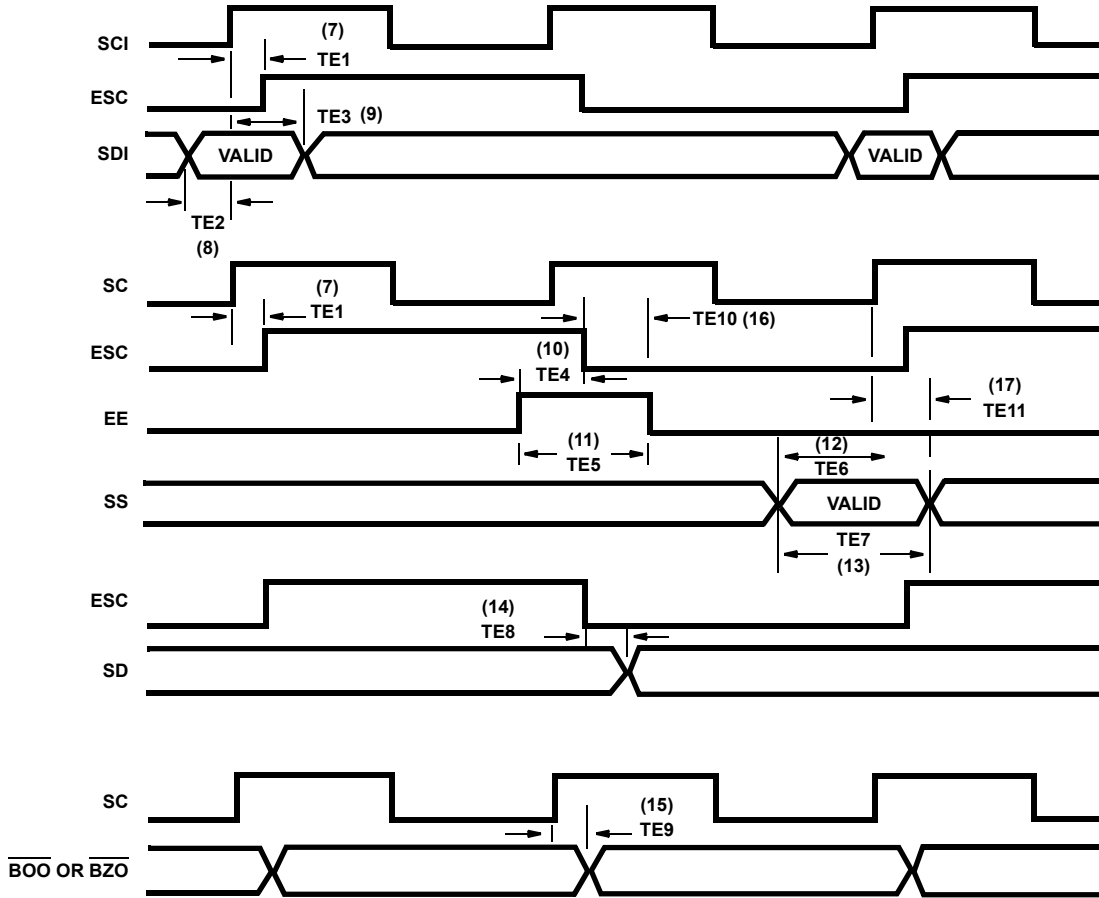 SCI
(7)
TE1
ESC
TE3 (9)
SDI
VALID
VALID
TE2
(8)
SC
(7)
TE1
TE10 (16)
ESC
(10)
TE4
(17)
TE11
EE
(11)
TE5
(12)
TE6
SS
VALID
TE7
(13)
ESC
(14)
TE8
SD
SC
(15)
TE9
BOO OR BZO